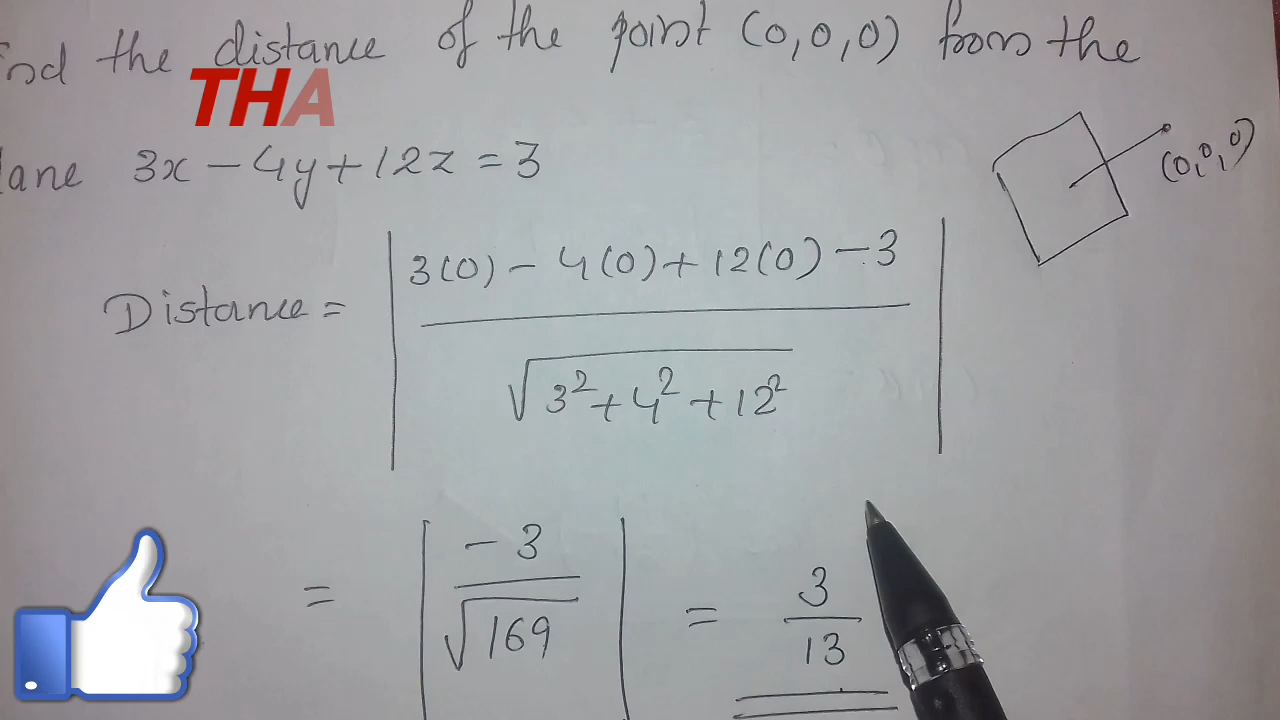 ind the distance of the point (0,0,0) from the
THA
lane 3x - 4y + 12z = 3
(0,0,0)
Distance = | 3(0) - 4(0) + 12(0) - 3 / √3² + 4² + 12² |
= | -3 / √169 | = 3 / 13